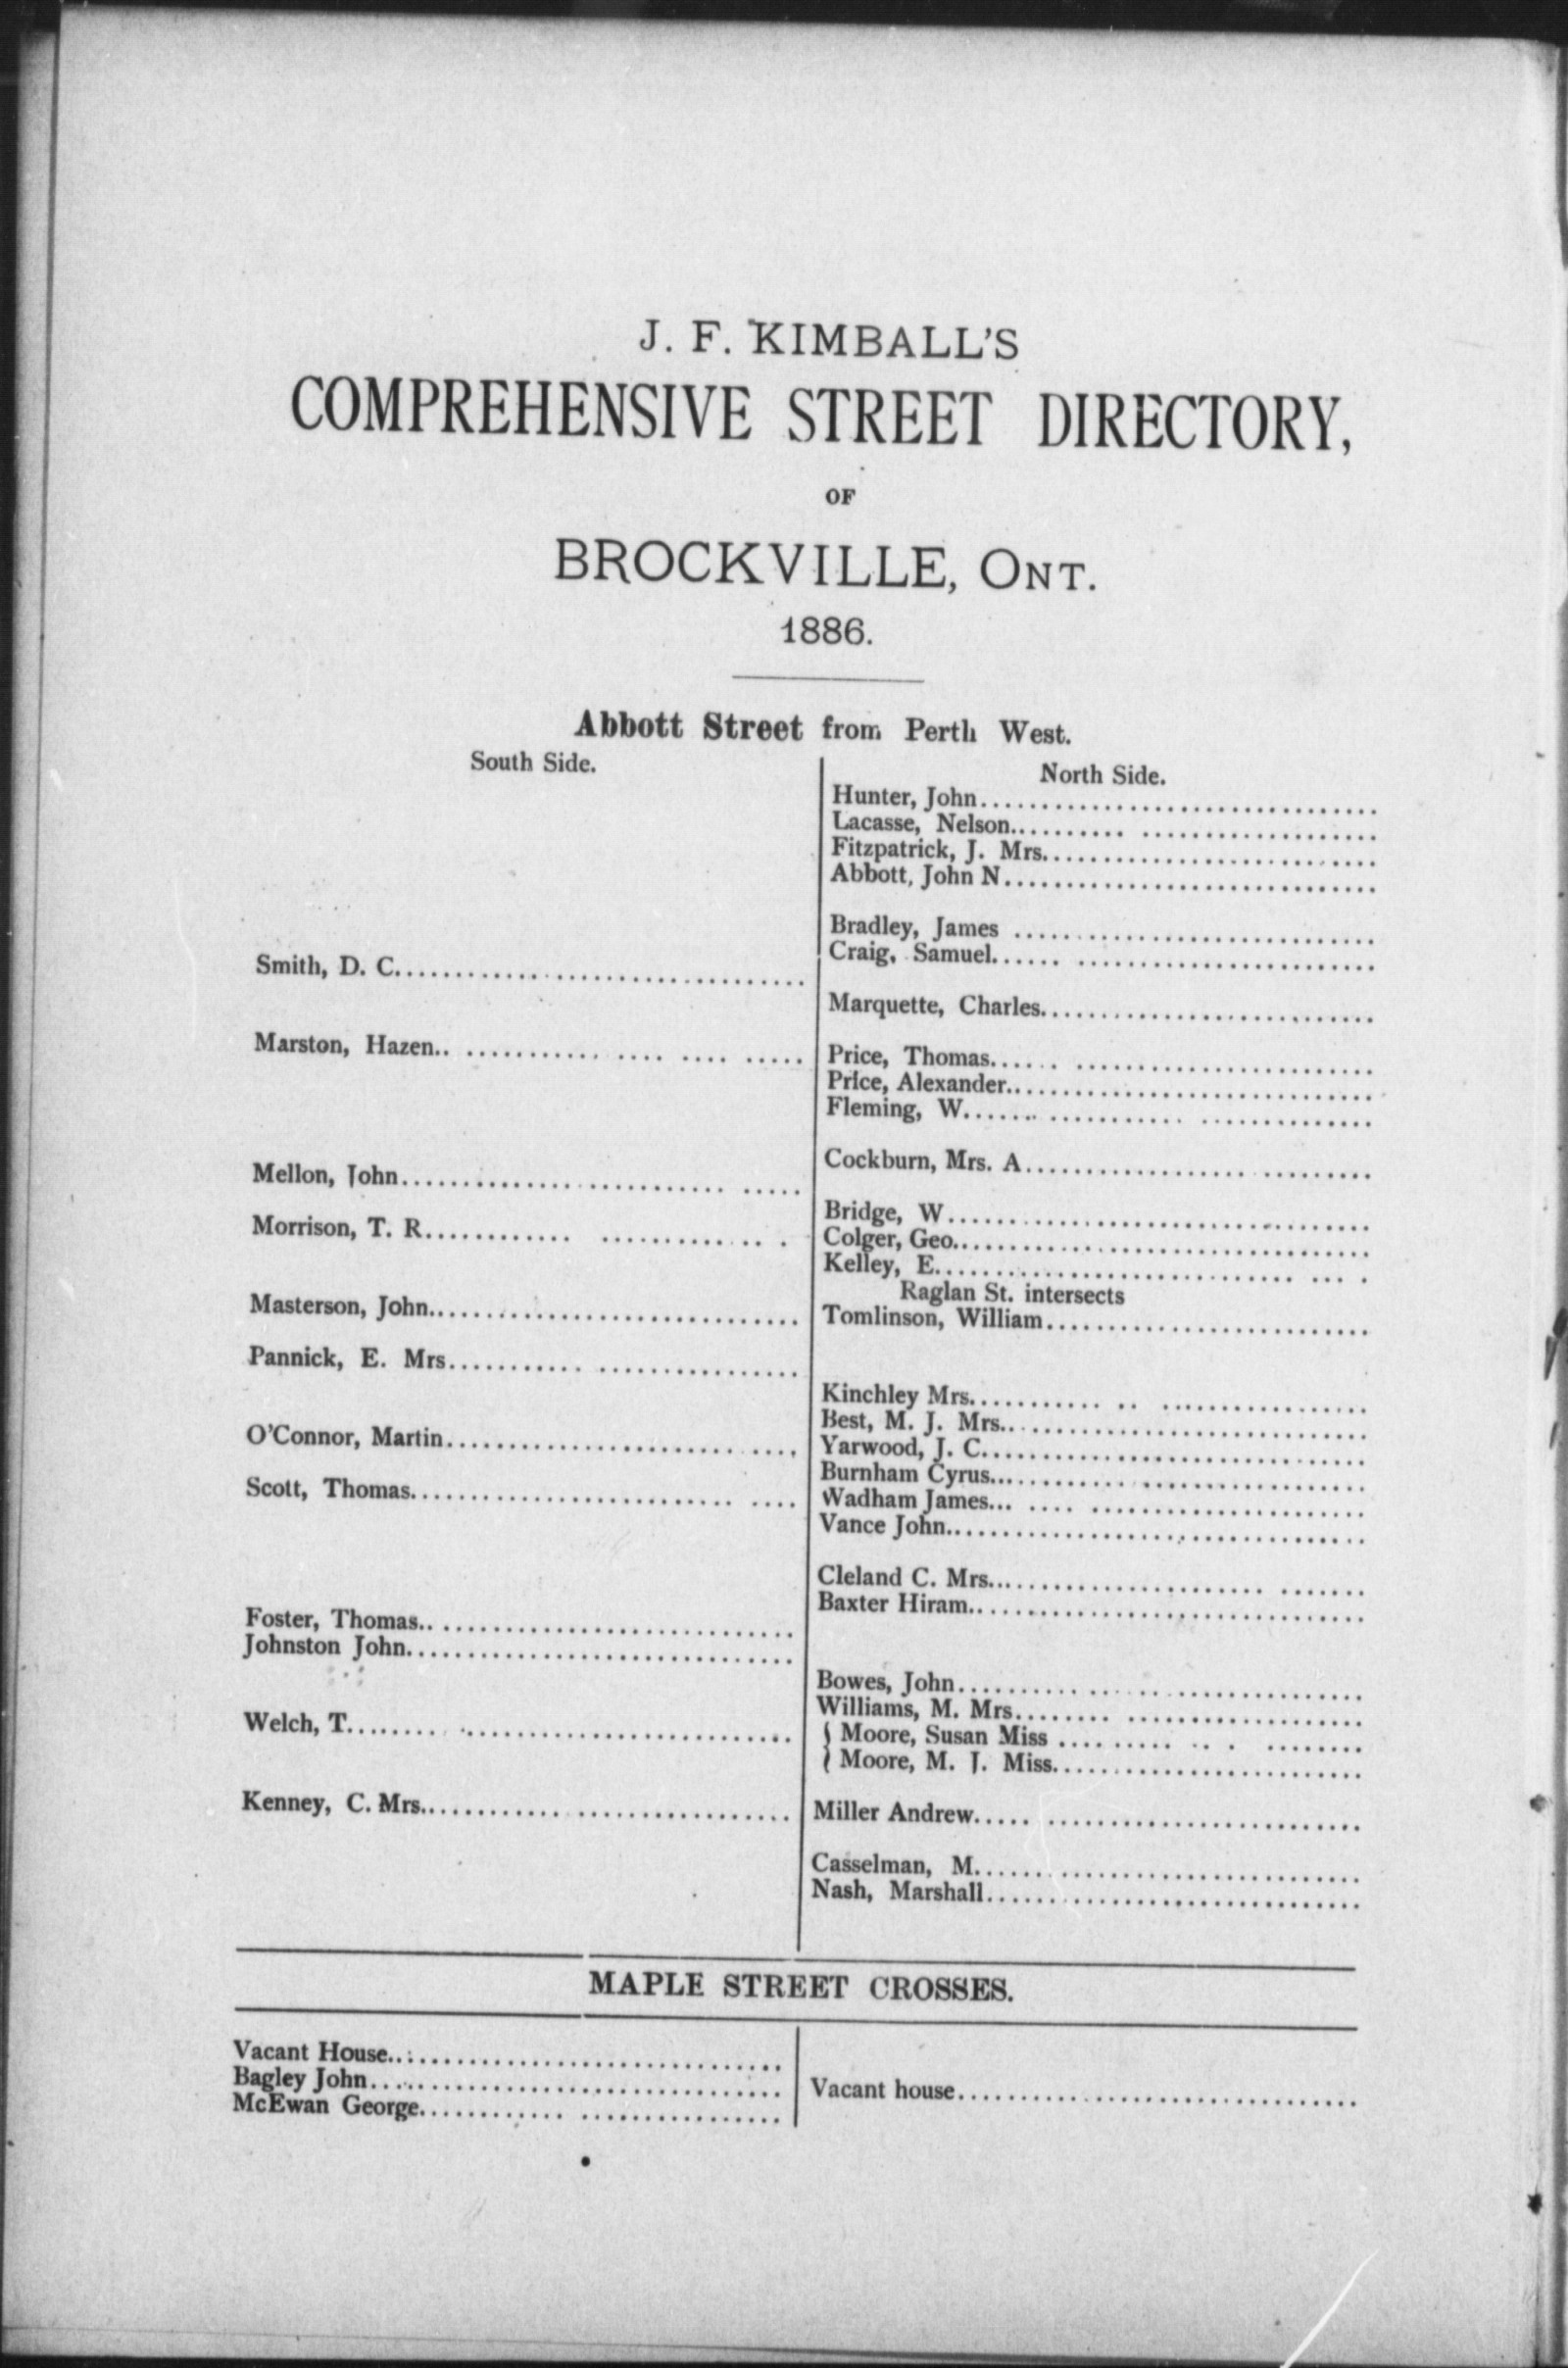 J. F. KIMBALL'S
COMPREHENSIVE STREET DIRECTORY,
OF
BROCKVILLE, ONT.
1886.
Abbott Street from Perth West.
South Side.
Smith, D. C.
Marston, Hazen..
Mellon, John
Morrison, T. R.
Masterson, John
Pannick, E. Mrs.
O'Connor, Martin
Scott, Thomas
Foster, Thomas
Johnston John
Welch, T.
Kenney, C. Mrs.
North Side.
Hunter, John
Lacasse, Nelson
Fitzpatrick, J. Mrs.
Abbott, John N.
Bradley, James
Craig, Samuel
Marquette, Charles
Price, Thomas
Price, Alexander
Fleming, W.
Cockburn, Mrs. A.
Bridge, W.
Colger, Geo.
Kelley, E.
Raglan St. intersects
Tomlinson, William
Kinchley Mrs.
Best, M. J. Mrs.
Yarwood, J. C.
Burnham Cyrus
Wadham James
Vance John
Cleland C. Mrs.
Baxter Hiram
Bowes, John
Williams, M. Mrs.
{ Moore, Susan Miss
{ Moore, M. J. Miss
Miller Andrew
Casselman, M.
Nash, Marshall
MAPLE STREET CROSSES.
Vacant House
Bagley John
McEwan George
Vacant house